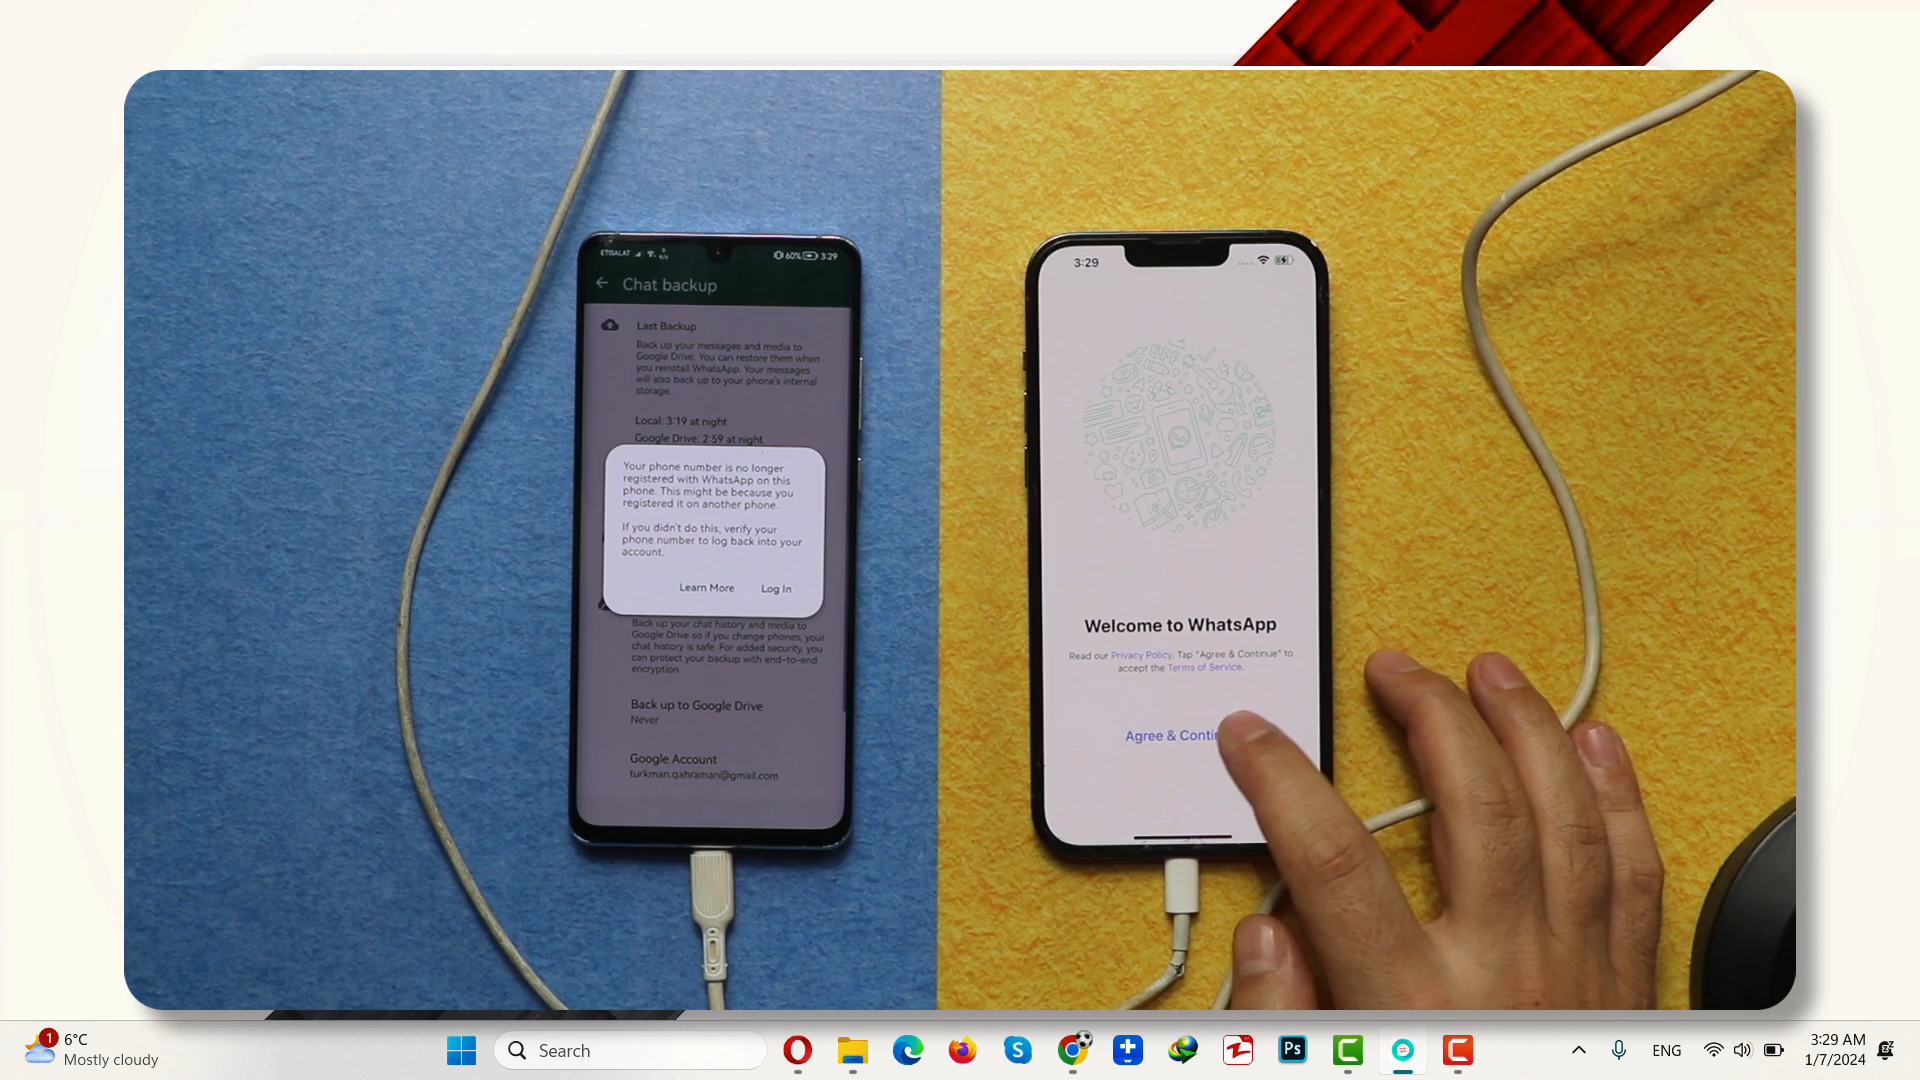 ETISALAT
60% 3:29
Chat backup
Last Backup
Back up your messages and media to
Google Drive. You can restore them when
you reinstall WhatsApp. Your messages
will also back up to your phone's internal
storage.
Local: 3:19 at night
Google Drive: 2:59 at night
Your phone number is no longer
registered with WhatsApp on this
phone. This might be because you
registered it on another phone.
If you didn't do this, verify your
phone number to log back into your
account.
Learn More Log In
Back up your chat history and media to
Google Drive so if you change phones, your
chat history is safe. For added security, you
can protect your backup with end-to-end
encryption.
Back up to Google Drive
Never
Google Account
turkman.qahraman@gmail.com
3:29
Welcome to WhatsApp
Read our Privacy Policy. Tap "Agree & Continue" to
accept the Terms of Service.
Agree & Contin
1
6°C
Mostly cloudy
Search
Ps
ENG
3:29 AM
1/7/2024